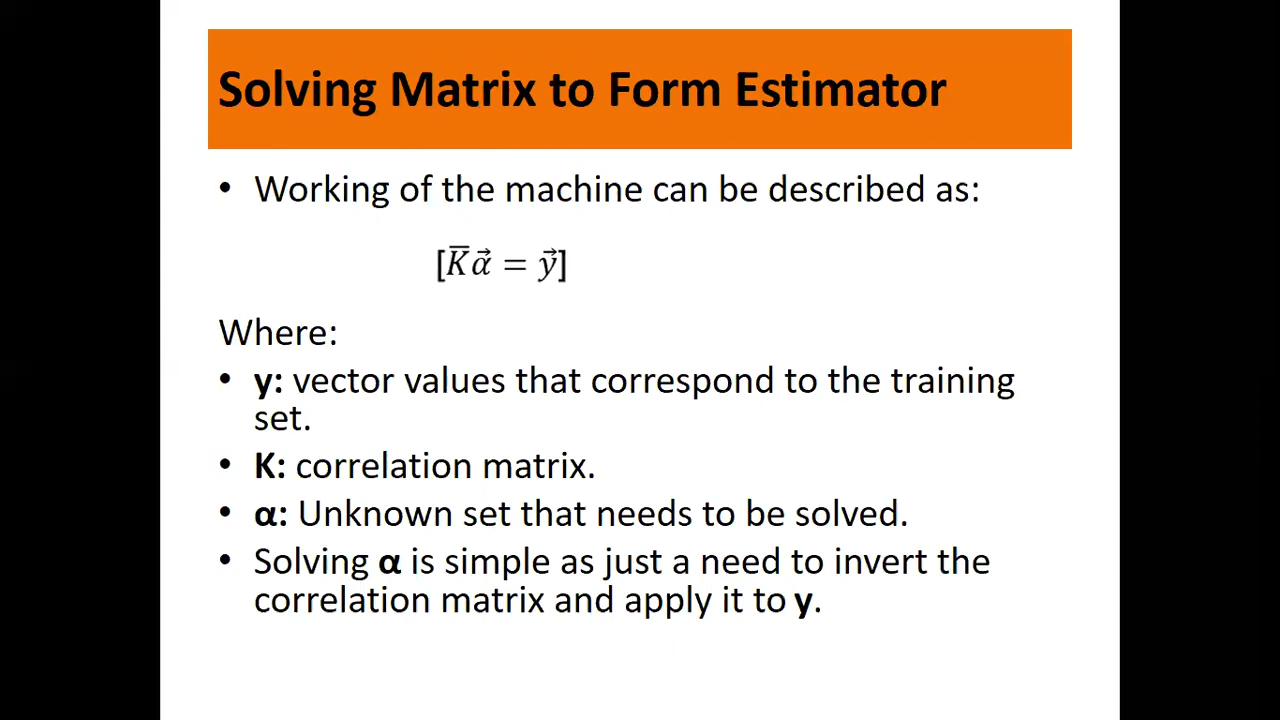 Solving Matrix to Form Estimator
• Working of the machine can be described as:
[K̅α⃗ = y⃗]
Where:
• y: vector values that correspond to the training
set.
• K: correlation matrix.
• α: Unknown set that needs to be solved.
• Solving α is simple as just a need to invert the
correlation matrix and apply it to y.